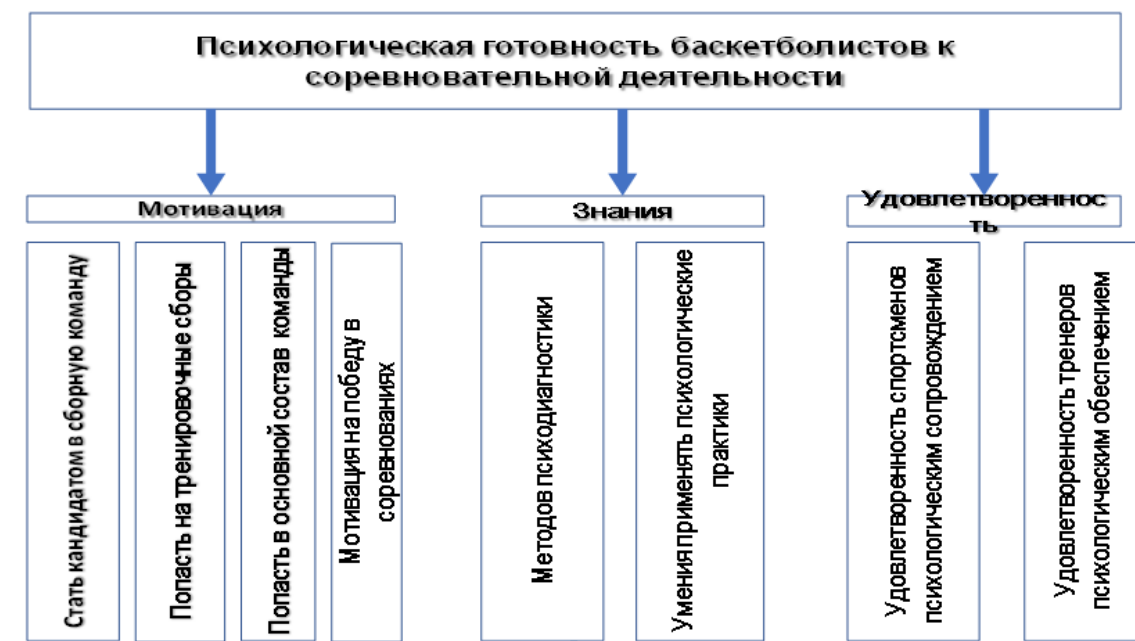 Психологическая готовность баскетболистов к
соревновательной деятельности
Мотивация
Стать кандидатом в сборную команду
Попасть на тренировочные сборы
Попасть в основной состав команды
Мотивация на победу в
соревнованиях
Знания
Методов психодиагностики
Умения применять психологические
практики
Удовлетвореннос
ть
Удовлетворенность спортсменов
психологическим сопровождением
Удовлетворенность тренеров
психологическим обеспечением